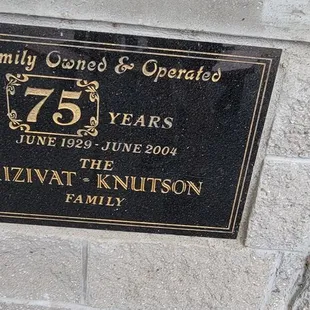 mily Owned & Operated
75 YEARS
JUNE 1929 - JUNE 2004
THE
IZIVAT - KNUTSON
FAMILY